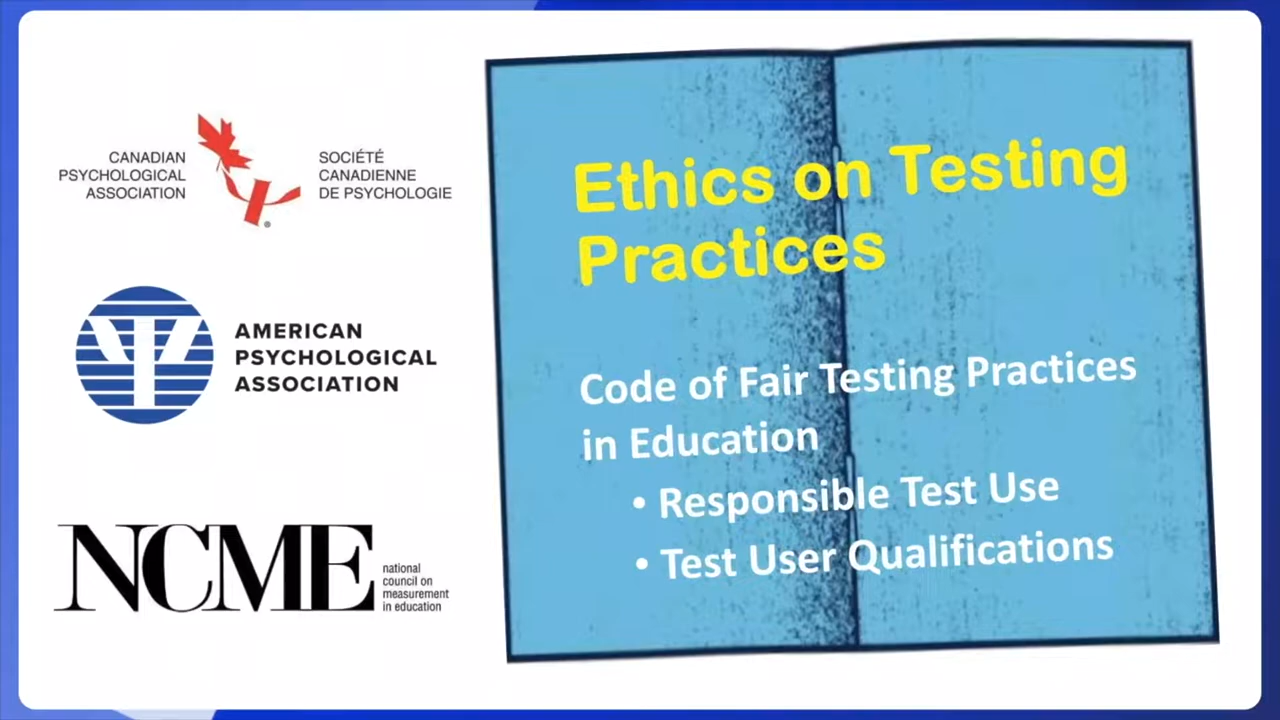 CANADIAN
PSYCHOLOGICAL
ASSOCIATION
SOCIÉTÉ
CANADIENNE
DE PSYCHOLOGIE
®
AMERICAN
PSYCHOLOGICAL
ASSOCIATION
NCME
national
council on
measurement
in education
Ethics on Testing
Practices
Code of Fair Testing Practices
in Education
• Responsible Test Use
• Test User Qualifications